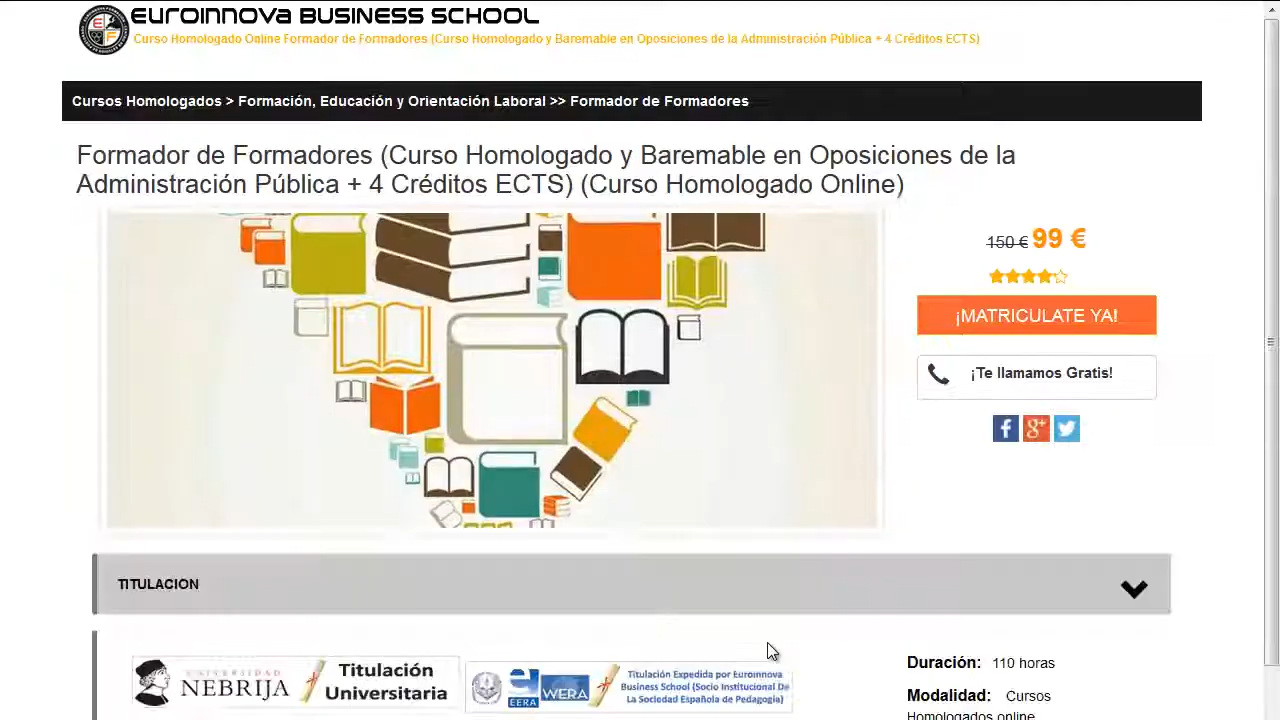 Euroinnova BUSINESS SCHOOL
Curso Homologado Online Formador de Formadores (Curso Homologado y Baremable en Oposiciones de la Administración Pública + 4 Créditos ECTS)
Cursos Homologados > Formación, Educación y Orientación Laboral >> Formador de Formadores
Formador de Formadores (Curso Homologado y Baremable en Oposiciones de la
Administración Pública + 4 Créditos ECTS) (Curso Homologado Online)
150 € 99 €
¡MATRICULATE YA!
¡Te llamamos Gratis!
TITULACION
UNIVERSIDAD
NEBRIJA
Titulación
Universitaria
EERA
WERA
Titulación Expedida por Euroinnova
Business School (Socio Institucional De
La Sociedad Española de Pedagogía)
Duración: 110 horas
Modalidad: Cursos
Homologados online